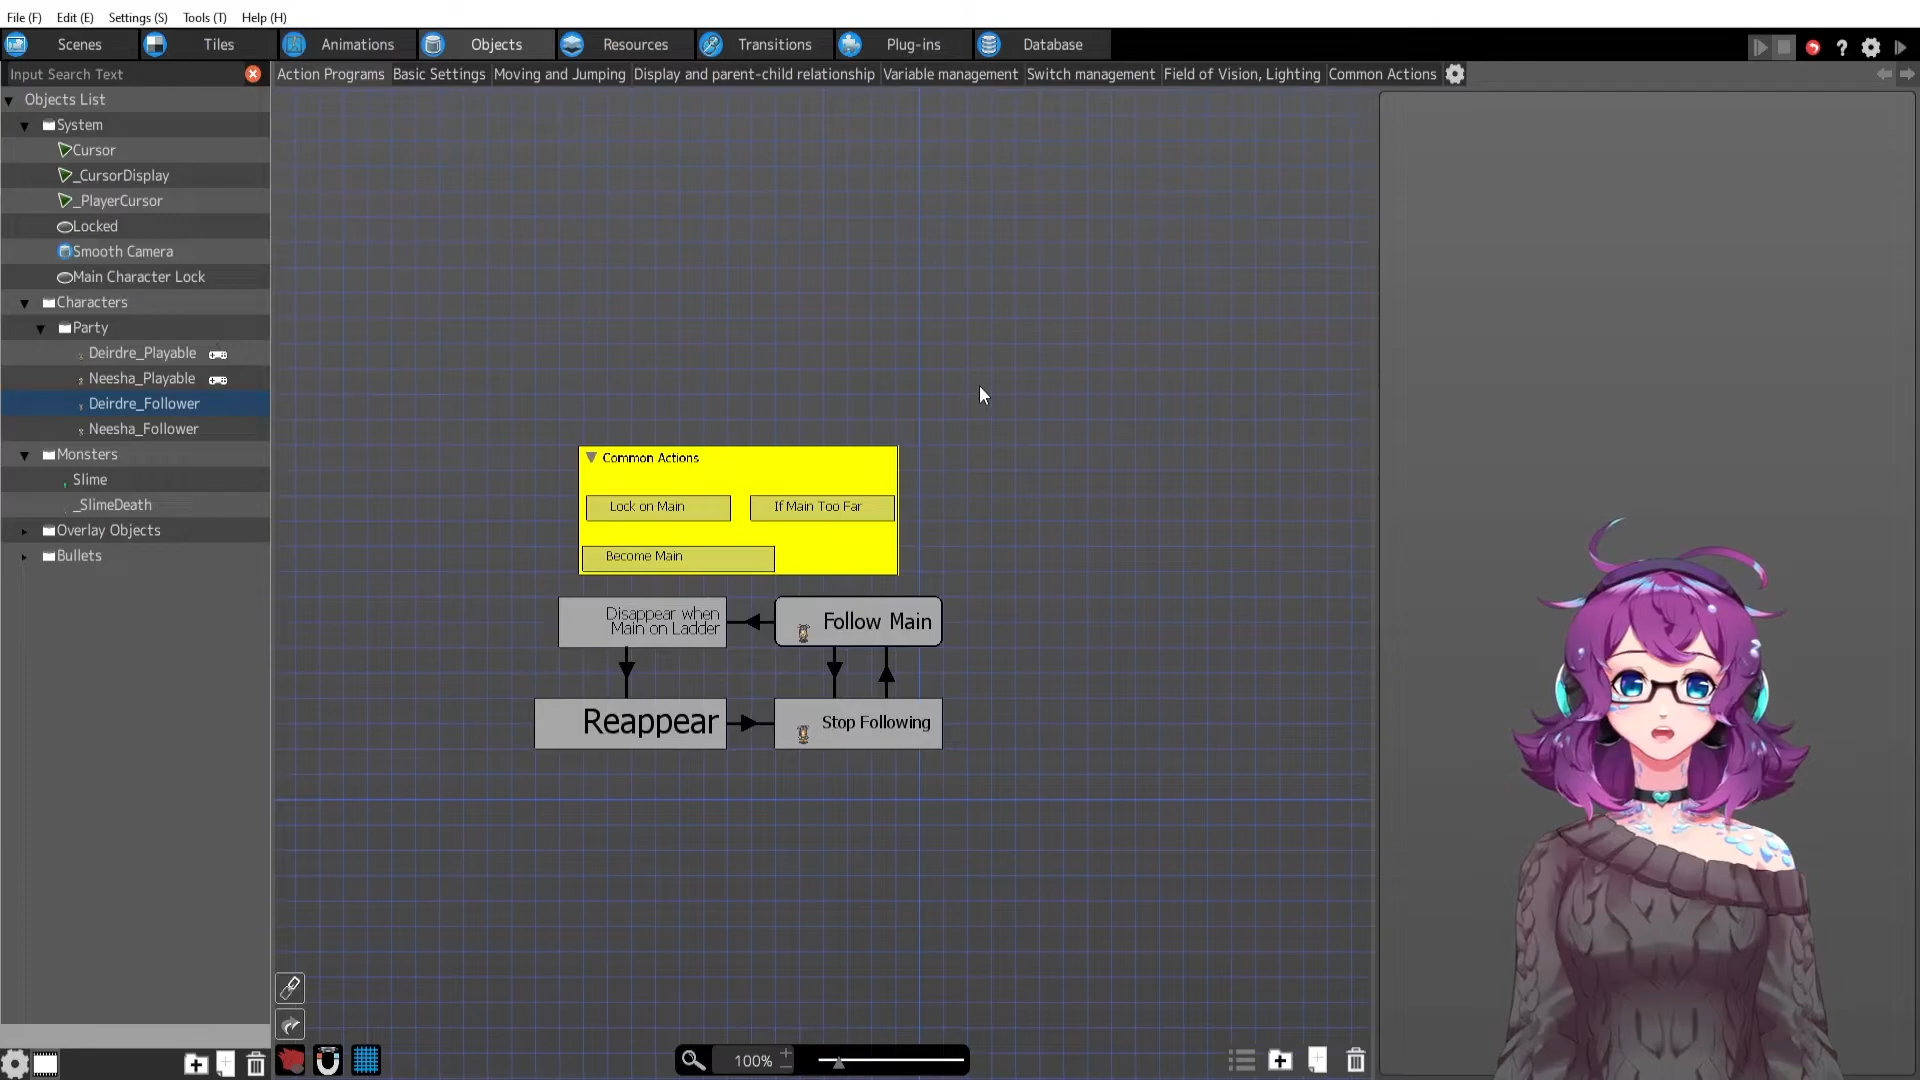 File (F) Edit (E) Settings (S) Tools (T) Help (H)
Scenes Tiles Animations Objects Resources Transitions Plug-ins Database
Input Search Text
Action Programs Basic Settings Moving and Jumping Display and parent-child relationship Variable management Switch management Field of Vision, Lighting Common Actions
Objects List
System
Cursor
_CursorDisplay
_PlayerCursor
Locked
Smooth Camera
Main Character Lock
Characters
Party
Deirdre_Playable
Neesha_Playable
Deirdre_Follower
Neesha_Follower
Monsters
Slime
_SlimeDeath
Overlay Objects
Bullets
Common Actions
Lock on Main If Main Too Far
Become Main
Disappear when
Main on Ladder
Follow Main
Reappear
Stop Following
100%